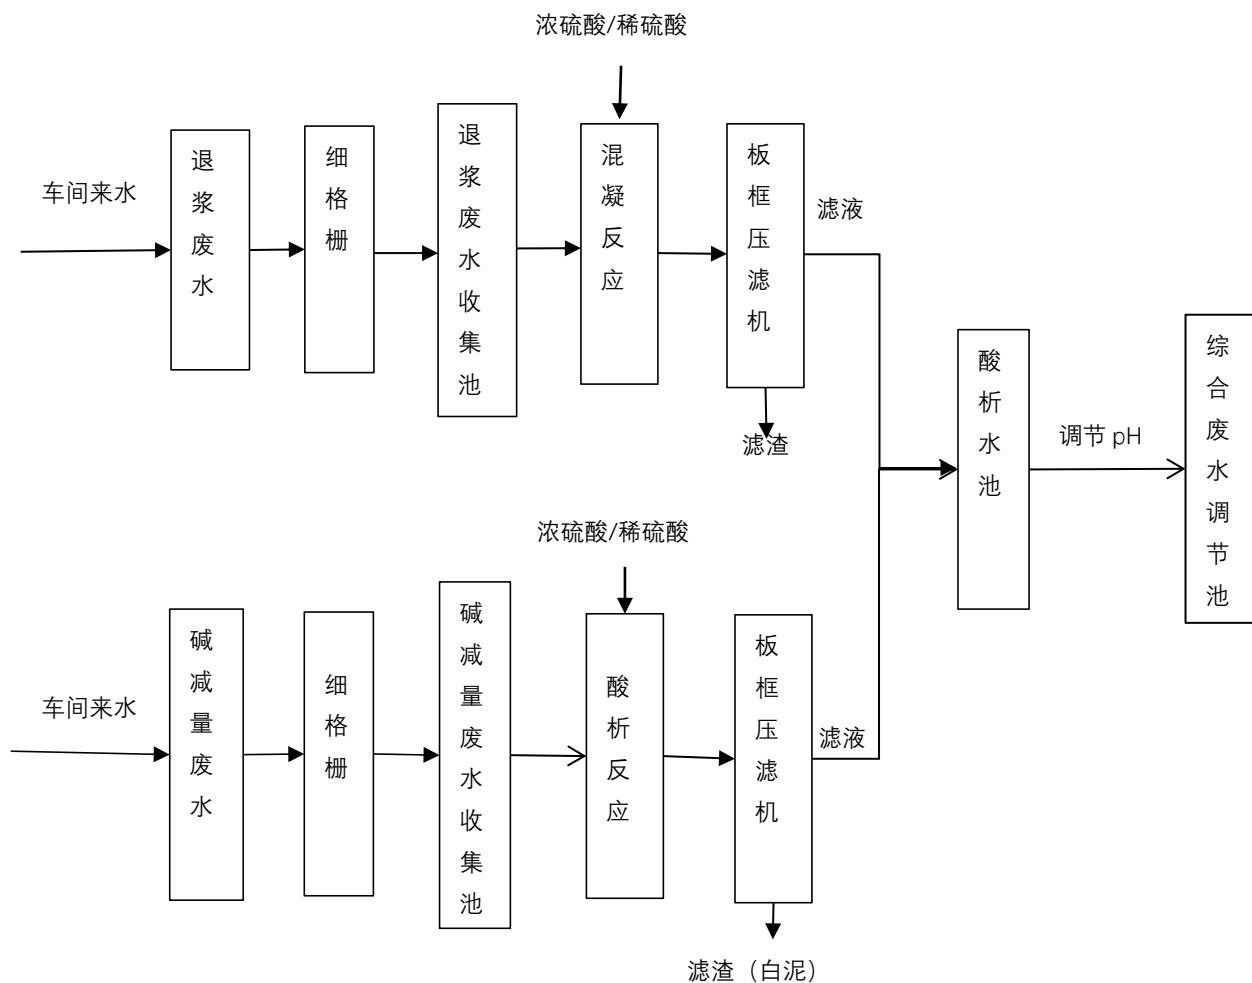 浓硫酸/稀硫酸
车间来水
退浆废水
细格栅
退浆废水收集池
混凝反应
板框压滤机
滤液
滤渣
酸析水池
调节 pH
综合废水调节池
浓硫酸/稀硫酸
车间来水
碱减量废水
细格栅
碱减量废水收集池
酸析反应
板框压滤机
滤液
滤渣（白泥）